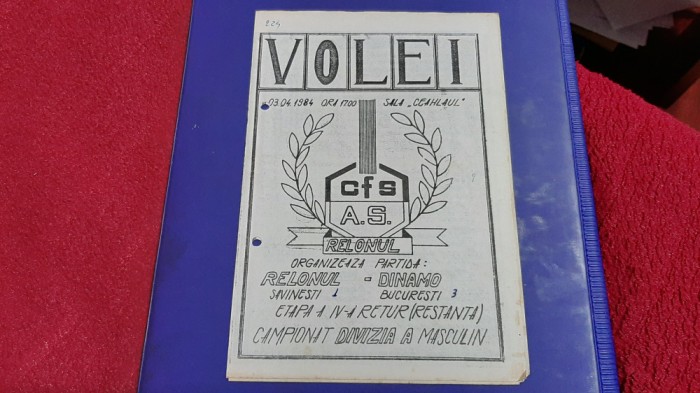 224
VOLEI
03.04.1984 ORA 1700 SALA „CEAHLAUL"
cfs
A.S.
RELONUL
ORGANIZEAZA PARTIDA:
RELONUL - DINAMO
SAVINESTI 1 BUCURESTI 3
ETAPA A IV-A RETUR (RESTANTA)
CAMPIONAT DIVIZIA A MASCULIN